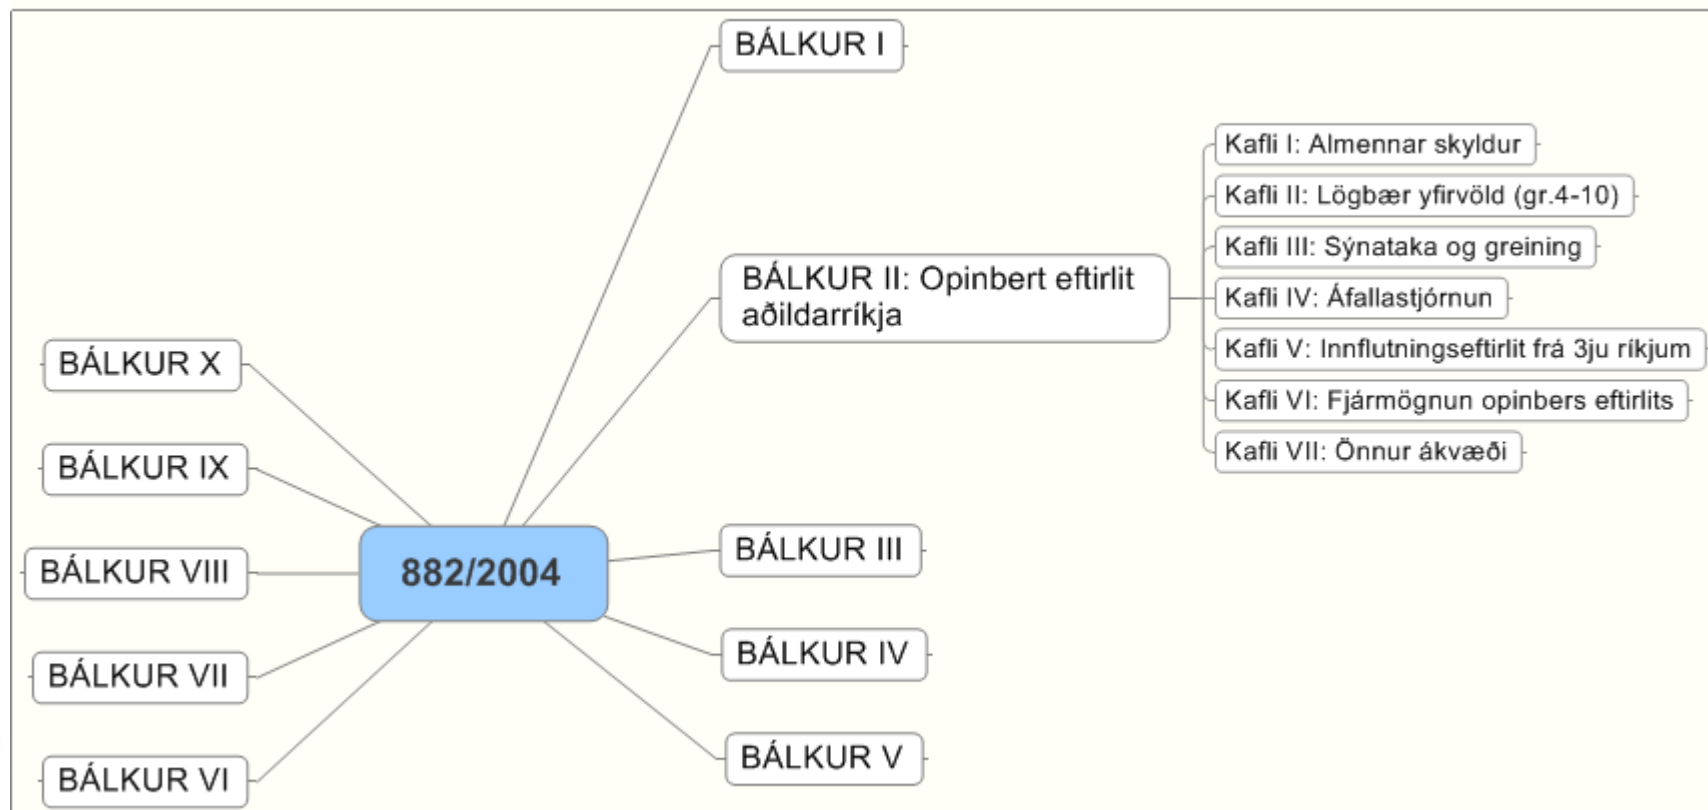 BÁLKUR I
Kafli I: Almennar skyldur
Kafli II: Lögbær yfirvöld (gr.4-10)
Kafli III: Sýnataka og greining
BÁLKUR II: Opinbert eftirlit
aðildarríkja
Kafli IV: Áfallastjórnun
Kafli V: Innflutningseftirlit frá 3ju ríkjum
Kafli VI: Fjármögnun opinbers eftirlits
Kafli VII: Önnur ákvæði
BÁLKUR X
BÁLKUR IX
BÁLKUR VIII
882/2004
BÁLKUR III
BÁLKUR VII
BÁLKUR IV
BÁLKUR VI
BÁLKUR V